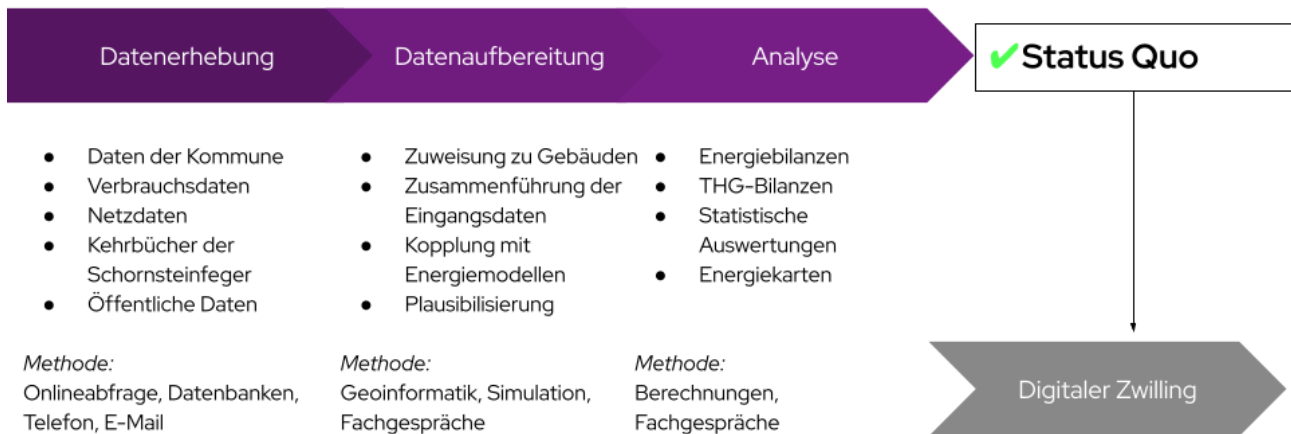 Datenerhebung
Datenaufbereitung
Analyse
✔Status Quo
● Daten der Kommune
● Verbrauchsdaten
● Netzdaten
● Kehrbücher der
Schornsteinfeger
● Öffentliche Daten
Methode:
Onlineabfrage, Datenbanken,
Telefon, E-Mail
● Zuweisung zu Gebäuden
● Zusammenführung der
Eingangsdaten
● Kopplung mit
Energiemodellen
● Plausibilisierung
Methode:
Geoinformatik, Simulation,
Fachgespräche
● Energiebilanzen
● THG-Bilanzen
● Statistische
Auswertungen
● Energiekarten
Methode:
Berechnungen,
Fachgespräche
Digitaler Zwilling